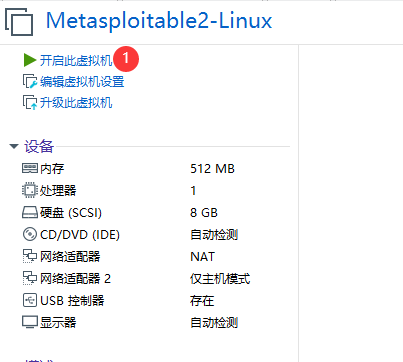 Metasploitable2-Linux
开启此虚拟机 1
编辑虚拟机设置
升级此虚拟机
设备
内存 512 MB
处理器 1
硬盘 (SCSI) 8 GB
CD/DVD (IDE) 自动检测
网络适配器 NAT
网络适配器 2 仅主机模式
USB 控制器 存在
显示器 自动检测